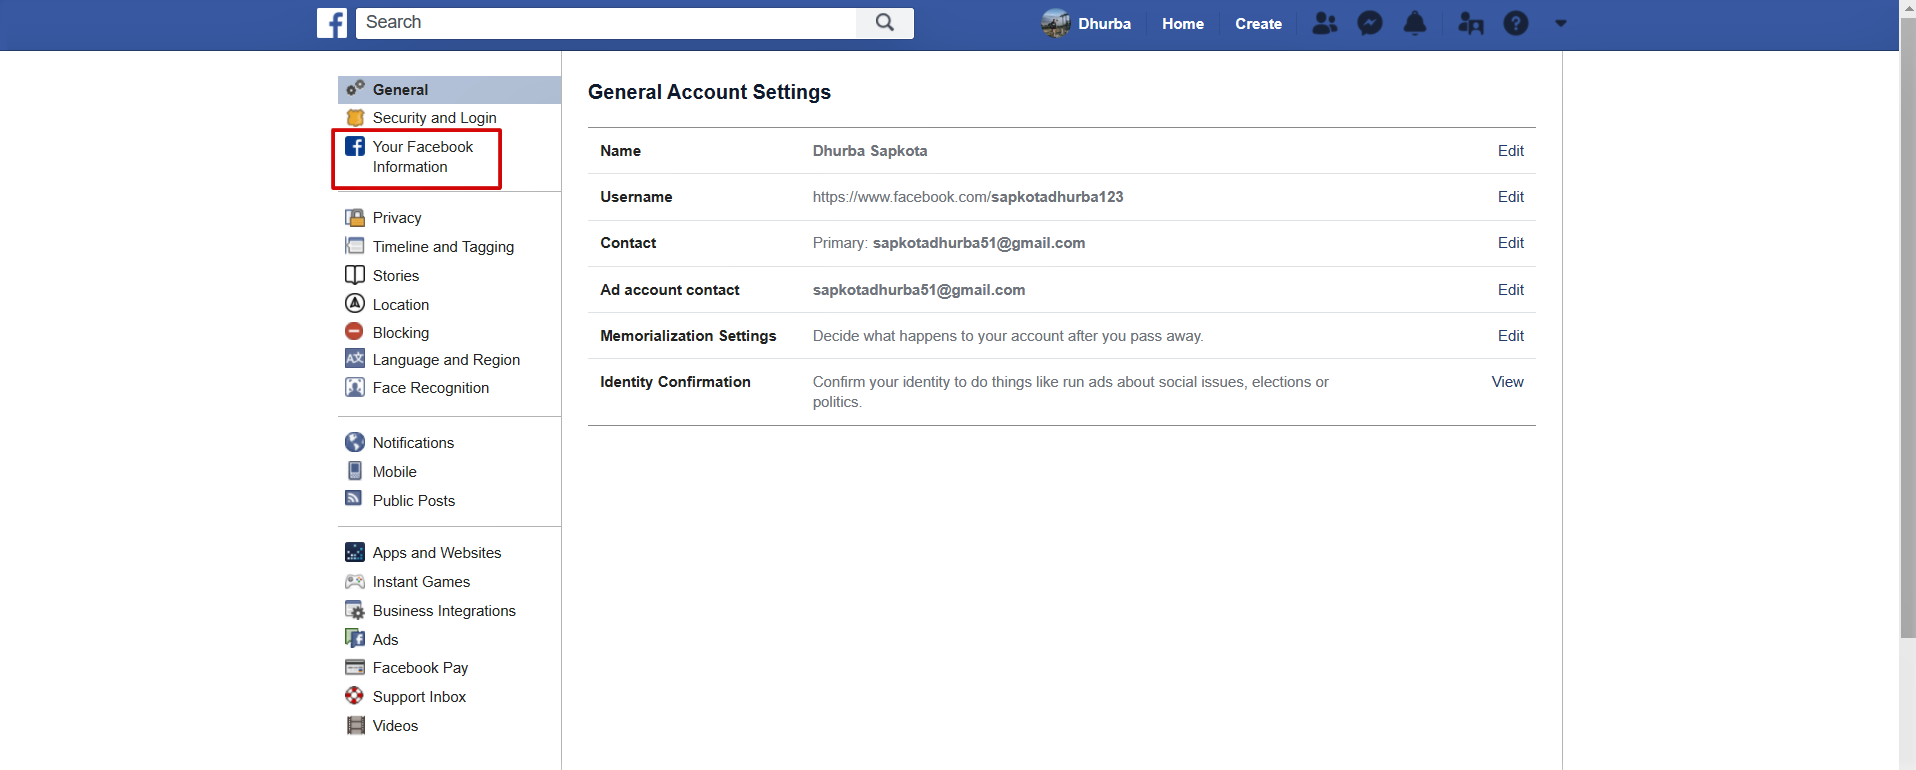 Search
Dhurba
Home
Create
General
Security and Login
Your Facebook
Information
Privacy
Timeline and Tagging
Stories
Location
Blocking
Language and Region
Face Recognition
Notifications
Mobile
Public Posts
Apps and Websites
Instant Games
Business Integrations
Ads
Facebook Pay
Support Inbox
Videos
General Account Settings
Name Dhurba Sapkota Edit
Username https://www.facebook.com/sapkotadhurba123 Edit
Contact Primary: sapkotadhurba51@gmail.com Edit
Ad account contact sapkotadhurba51@gmail.com Edit
Memorialization Settings Decide what happens to your account after you pass away. Edit
Identity Confirmation Confirm your identity to do things like run ads about social issues, elections or View
politics.